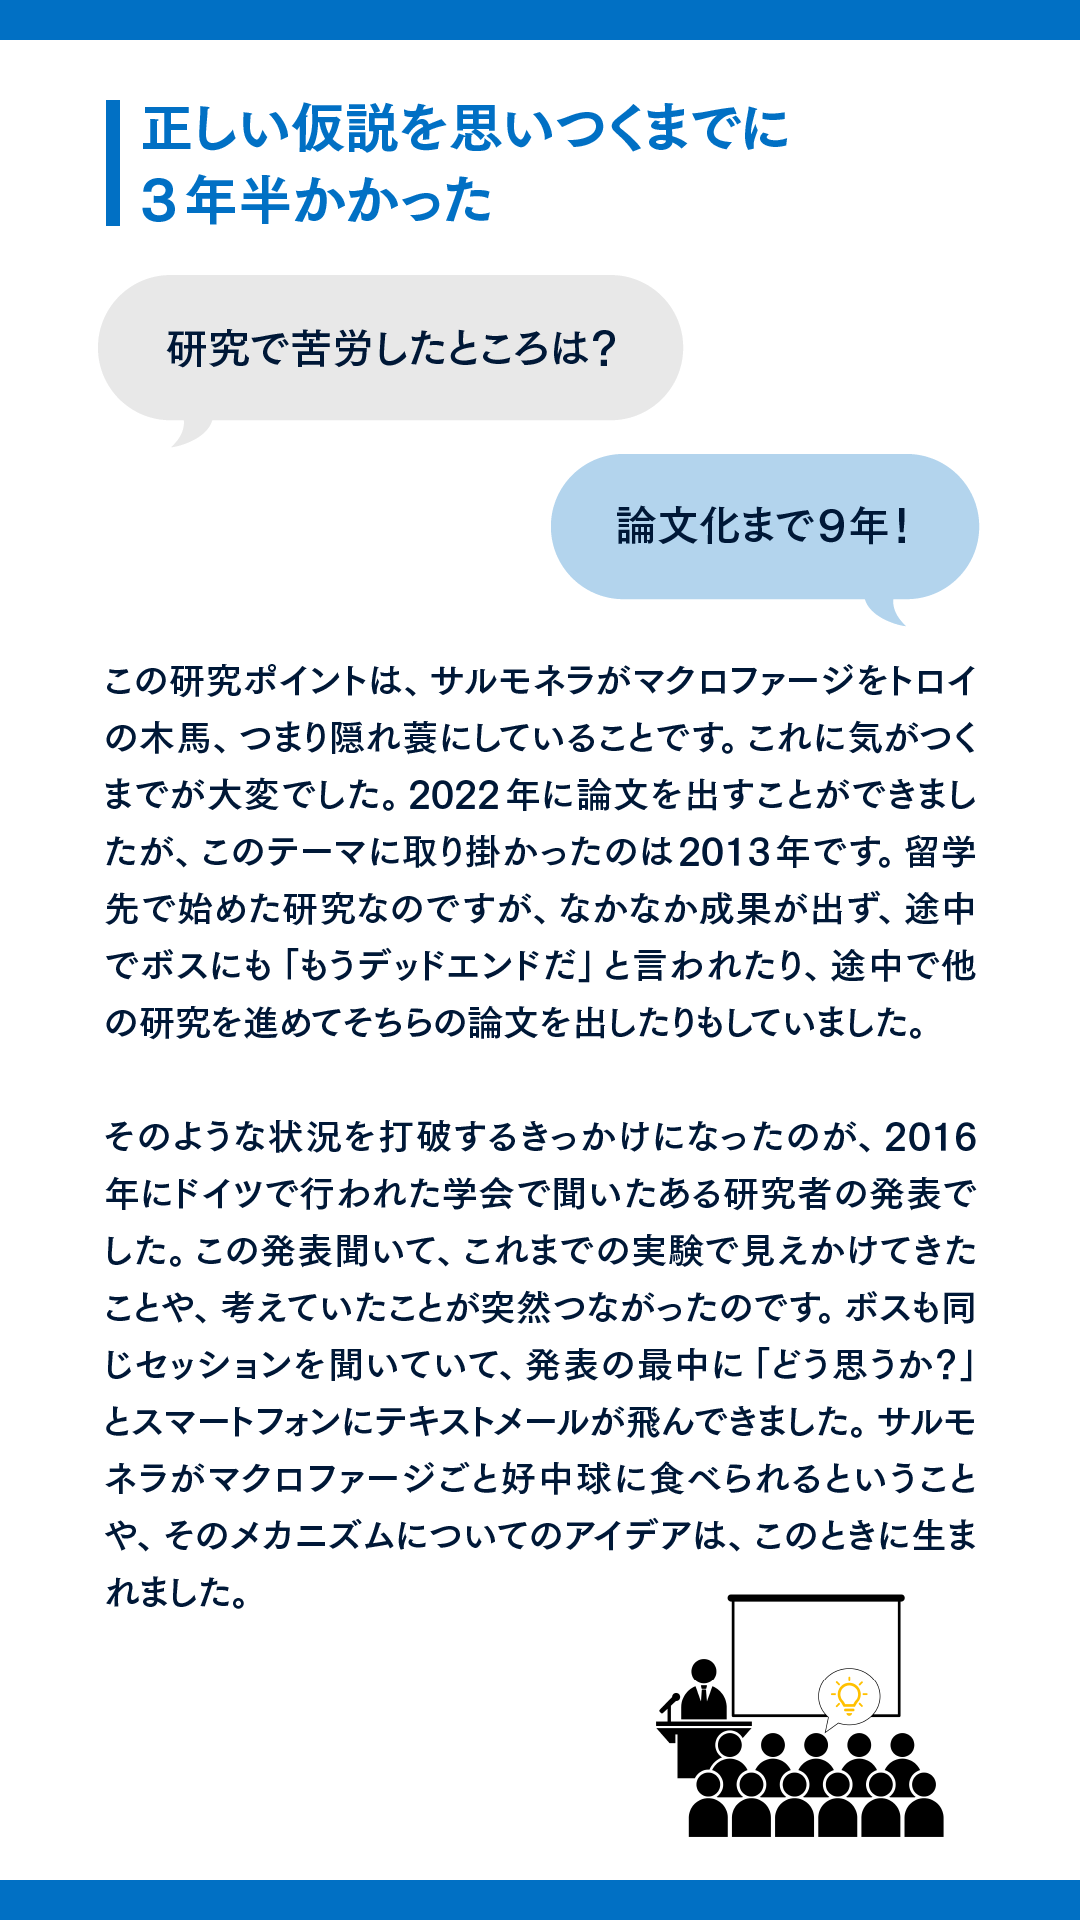 正しい仮説を思いつくまでに
3年半かかった
研究で苦労したところは?
論文化まで9年!
この研究ポイントは、サルモネラがマクロファージをトロイ
の木馬、つまり隠れ蓑にしていることです。これに気がつく
までが大変でした。2022年に論文を出すことができまし
たが、このテーマに取り掛かったのは2013年です。留学
先で始めた研究なのですが、なかなか成果が出ず、途中
でボスにも「もうデッドエンドだ」と言われたり、途中で他
の研究を進めてそちらの論文を出したりもしていました。
そのような状況を打破するきっかけになったのが、2016
年にドイツで行われた学会で聞いたある研究者の発表で
した。この発表聞いて、これまでの実験で見えかけてきた
ことや、考えていたことが突然つながったのです。ボスも同
じセッションを聞いていて、発表の最中に「どう思うか?」
とスマートフォンにテキストメールが飛んできました。サルモ
ネラがマクロファージごと好中球に食べられるということ
や、そのメカニズムについてのアイデアは、このときに生ま
れました。